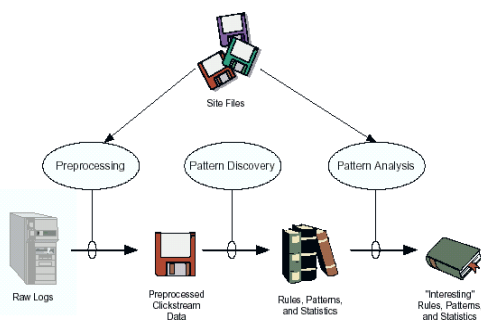 Site Files
Preprocessing
Pattern Discovery
Pattern Analysis
Raw Logs
Preprocessed
Clickstream
Data
Rules, Patterns,
and Statistics
"Interesting"
Rules, Patterns,
and Statistics